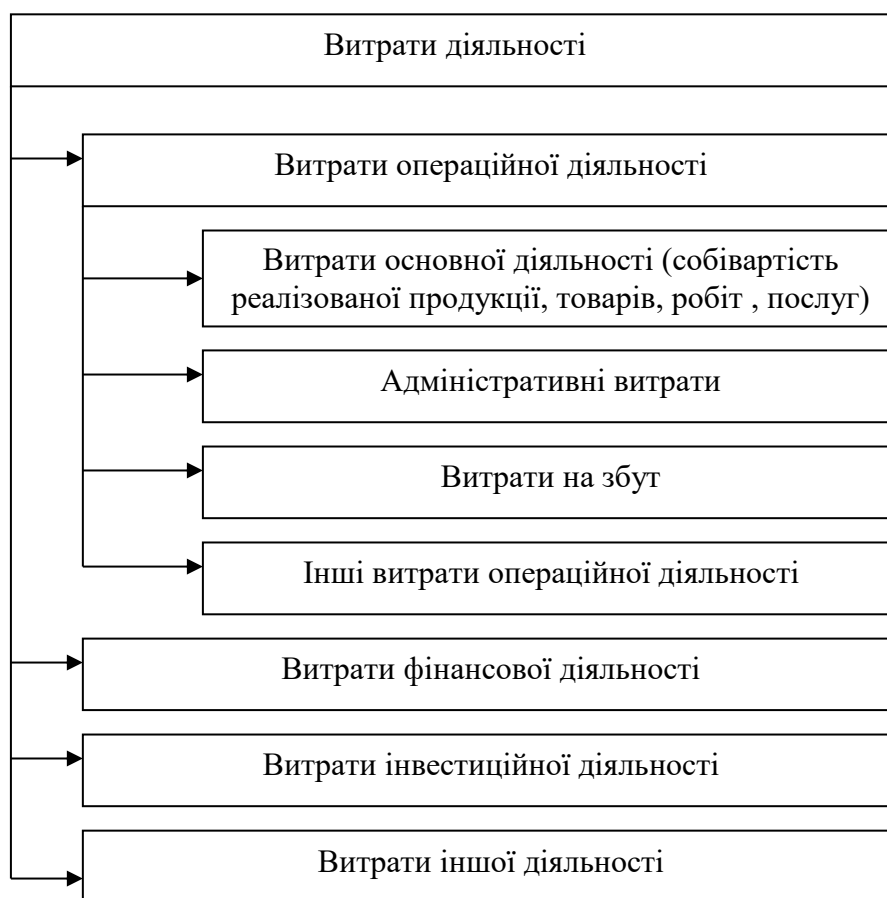 Витрати діяльності
Витрати операційної діяльності
Витрати основної діяльності (собівартість
реалізованої продукції, товарів, робіт , послуг)
Адміністративні витрати
Витрати на збут
Інші витрати операційної діяльності
Витрати фінансової діяльності
Витрати інвестиційної діяльності
Витрати іншої діяльності